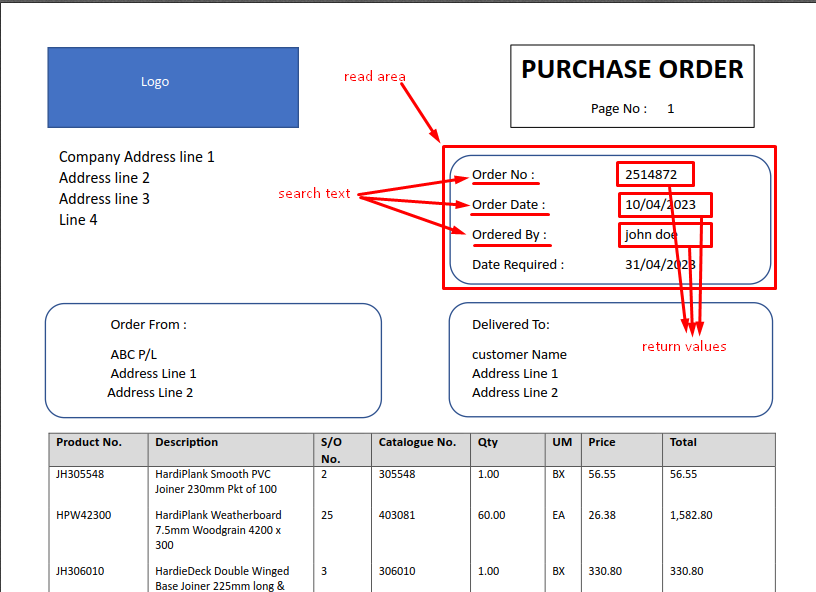 Logo
read area
PURCHASE ORDER
Page No : 1
Company Address line 1
Address line 2
Address line 3
Line 4
search text
Order No : 2514872
Order Date : 10/04/2023
Ordered By : john doe
Date Required : 31/04/2023
return values
Order From :
ABC P/L
Address Line 1
Address Line 2
Delivered To:
customer Name
Address Line 1
Address Line 2
Product No. Description S/O Catalogue No. Qty UM Price Total
No.
JH305548 HardiPlank Smooth PVC 2 305548 1.00 BX 56.55 56.55
Joiner 230mm Pkt of 100
HPW42300 HardiPlank Weatherboard 25 403081 60.00 EA 26.38 1,582.80
7.5mm Woodgrain 4200 x
300
JH306010 HardieDeck Double Winged 3 306010 1.00 BX 330.80 330.80
Base Joiner 225mm long &